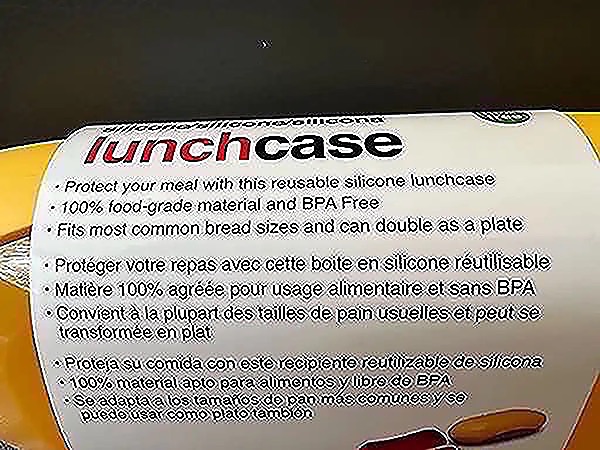 silicona/silicone/silicona
lunchcase
• Protect your meal with this reusable silicone lunchcase
• 100% food-grade material and BPA Free
• Fits most common bread sizes and can double as a plate
• Protéger votre repas avec cette boite en silicone réutilisable
• Matière 100% agréée pour usage alimentaire et sans BPA
• Convient à la plupart des tailles de pain usuelles et peut se
transformée en plat
• Proteja su comida con este recipiente reutilizable de silicona
• 100% material apto para alimentos y libre de BPA
• Se adapta a los tamaños de pan más comunes y se
puede usar como plato también